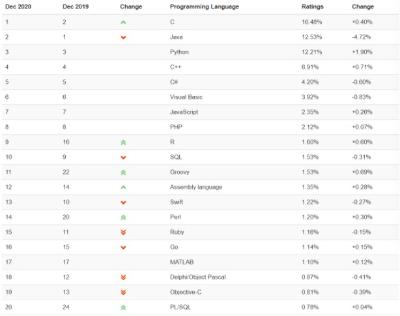 Dec 2020 Dec 2019 Change Programming Language Ratings Change
1 2 C 16.48% +0.40%
2 1 Java 12.53% -4.72%
3 3 Python 12.21% +1.90%
4 4 C++ 6.91% +0.71%
5 5 C# 4.20% -0.60%
6 6 Visual Basic 3.92% -0.83%
7 7 JavaScript 2.35% +0.26%
8 8 PHP 2.12% +0.07%
9 16 R 1.60% +0.60%
10 9 SQL 1.53% -0.31%
11 22 Groovy 1.53% +0.69%
12 14 Assembly language 1.35% +0.28%
13 10 Swift 1.22% -0.27%
14 20 Perl 1.20% +0.30%
15 11 Ruby 1.16% -0.15%
16 15 Go 1.14% +0.15%
17 17 MATLAB 1.10% +0.12%
18 12 Delphi/Object Pascal 0.87% -0.41%
19 13 Objective-C 0.81% -0.39%
20 24 PL/SQL 0.78% +0.04%